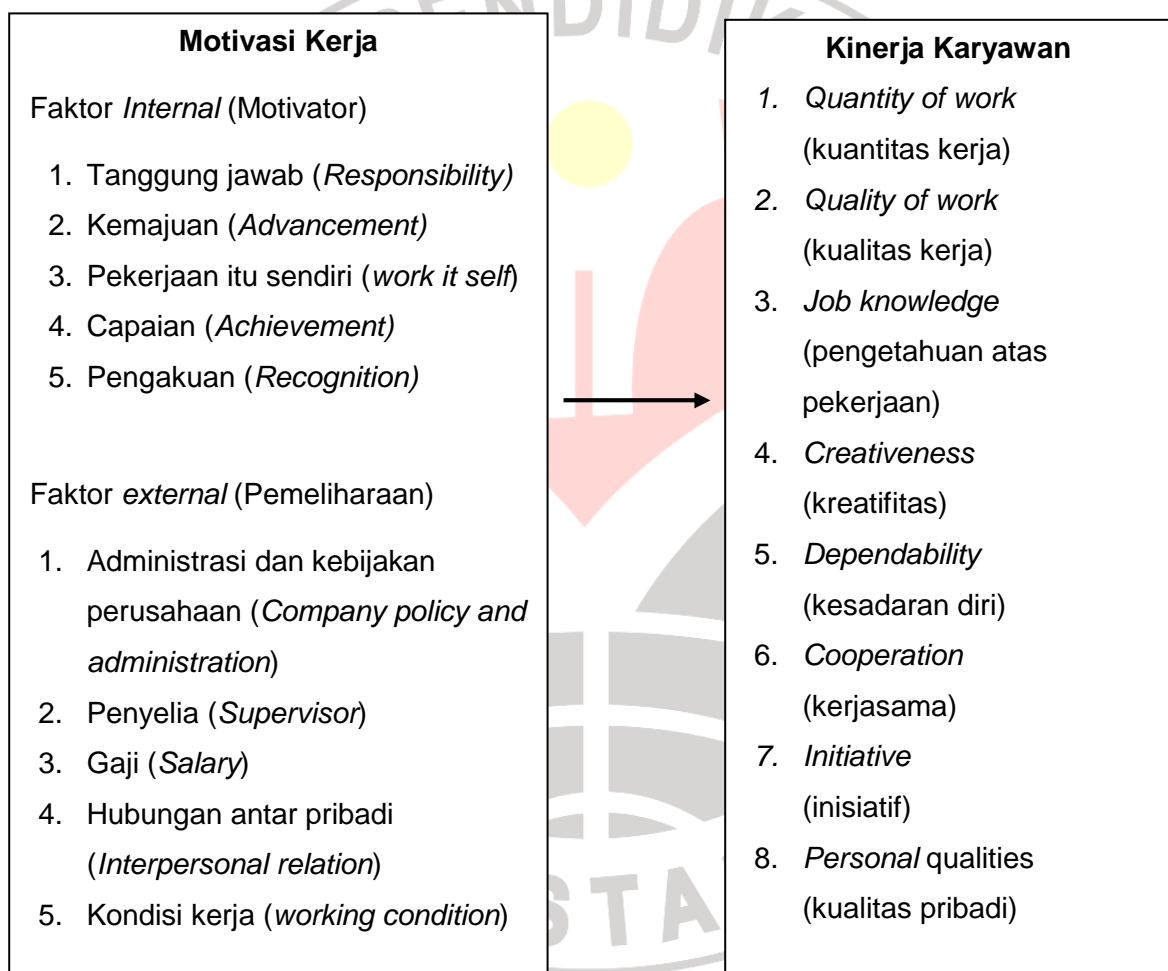 Motivasi Kerja
Faktor Internal (Motivator)
1. Tanggung jawab (Responsibility)
2. Kemajuan (Advancement)
3. Pekerjaan itu sendiri (work it self)
4. Capaian (Achievement)
5. Pengakuan (Recognition)
Faktor external (Pemeliharaan)
1. Administrasi dan kebijakan
perusahaan (Company policy and
administration)
2. Penyelia (Supervisor)
3. Gaji (Salary)
4. Hubungan antar pribadi
(Interpersonal relation)
5. Kondisi kerja (working condition)
Kinerja Karyawan
1. Quantity of work
(kuantitas kerja)
2. Quality of work
(kualitas kerja)
3. Job knowledge
(pengetahuan atas
pekerjaan)
4. Creativeness
(kreatifitas)
5. Dependability
(kesadaran diri)
6. Cooperation
(kerjasama)
7. Initiative
(inisiatif)
8. Personal qualities
(kualitas pribadi)